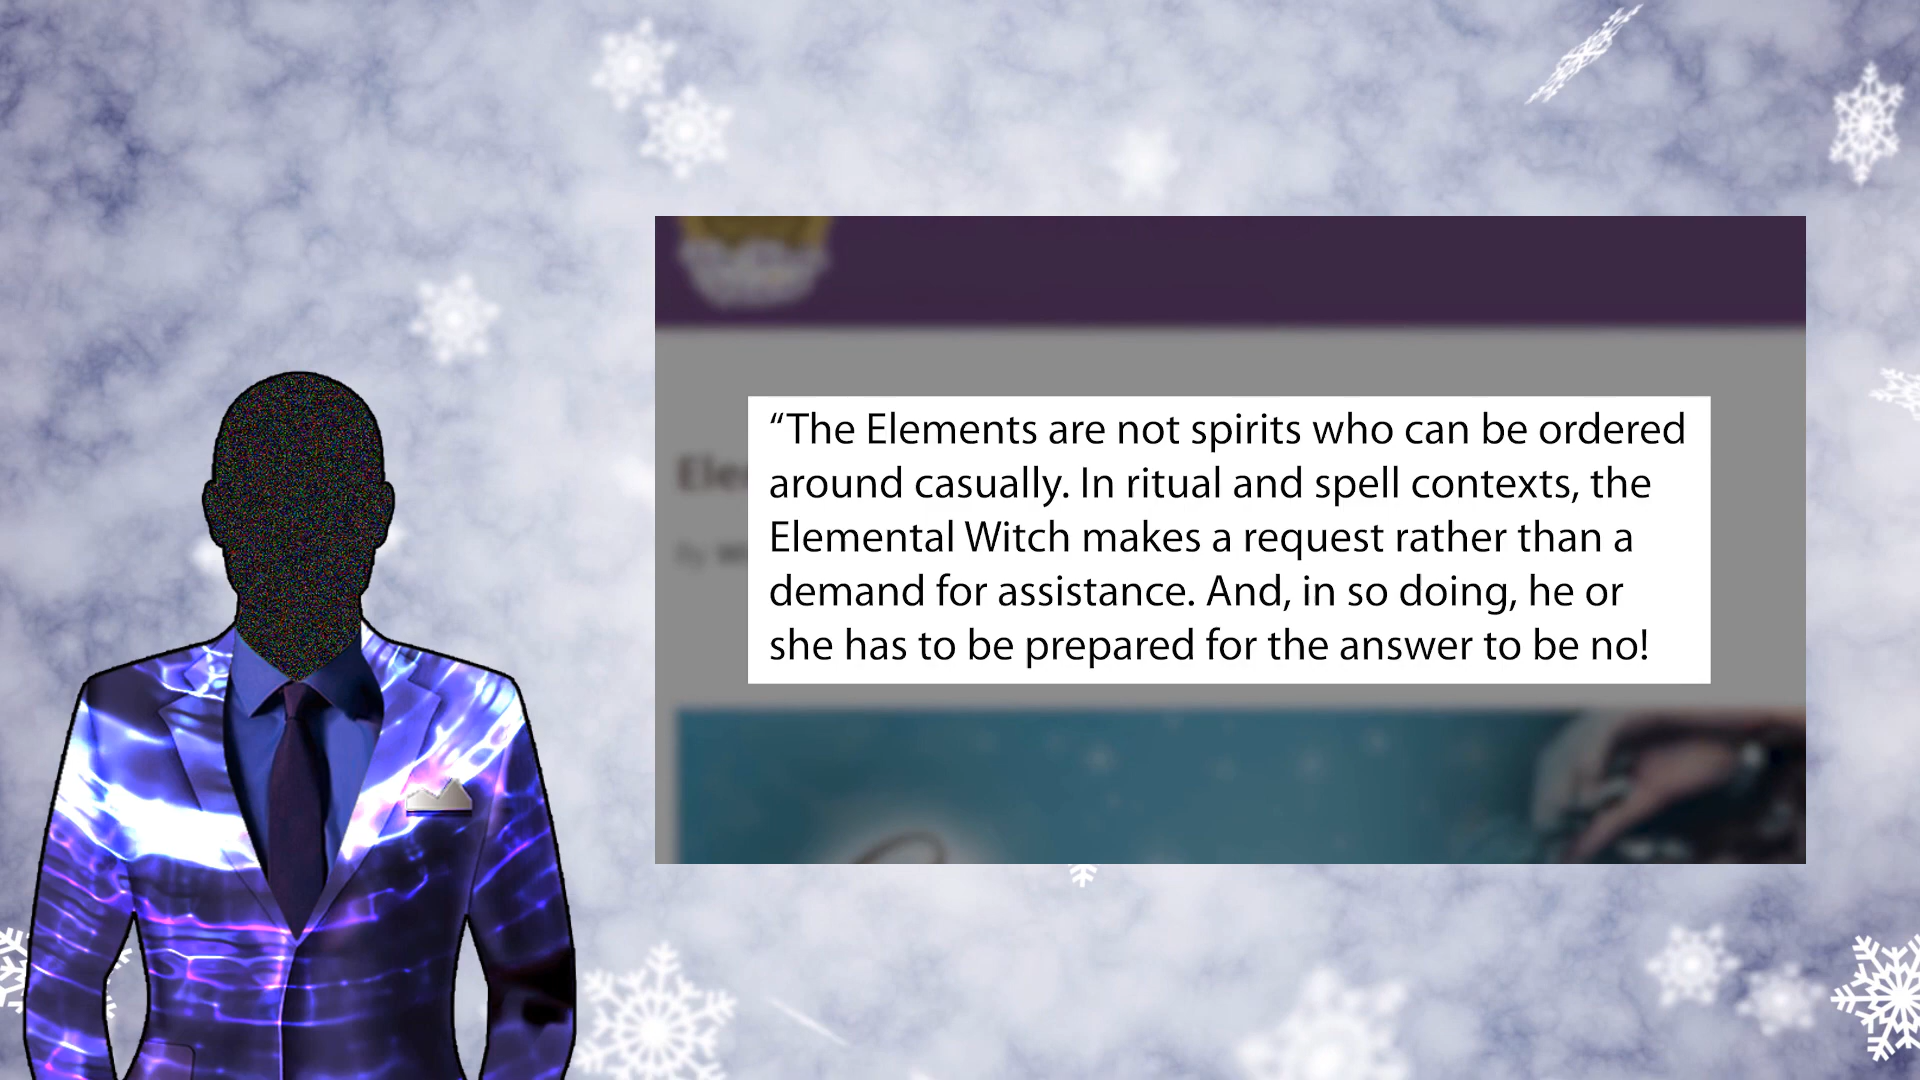 “The Elements are not spirits who can be ordered
around casually. In ritual and spell contexts, the
Elemental Witch makes a request rather than a
demand for assistance. And, in so doing, he or
she has to be prepared for the answer to be no!